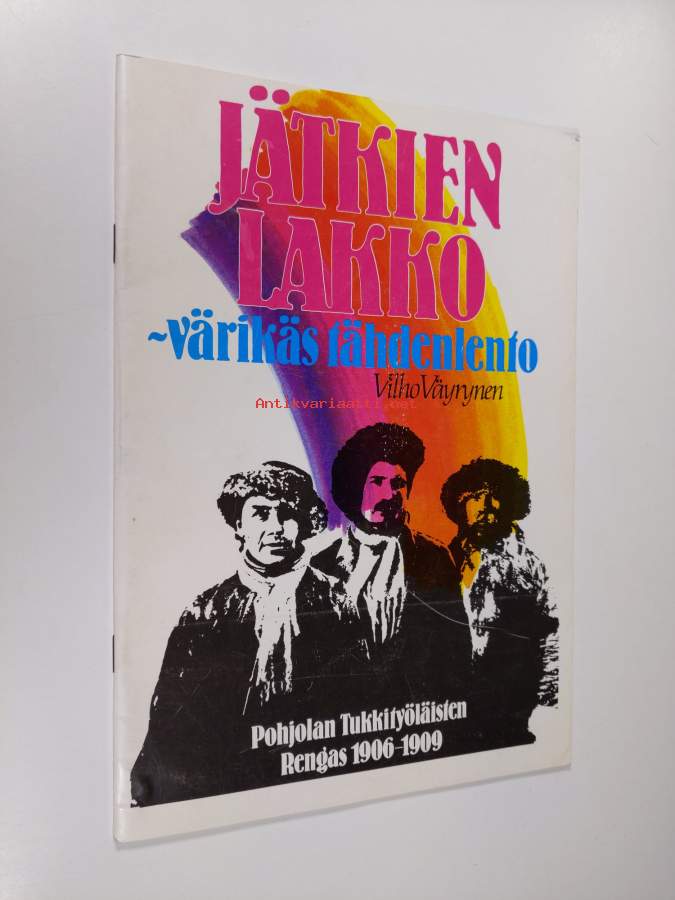 JÄTKIEN
LAKKO
~värikäs tähdenlento
Vilho Väyrynen
Antikvariaatti.net
Pohjolan Tukkityöläisten
Rengas 1906-1909